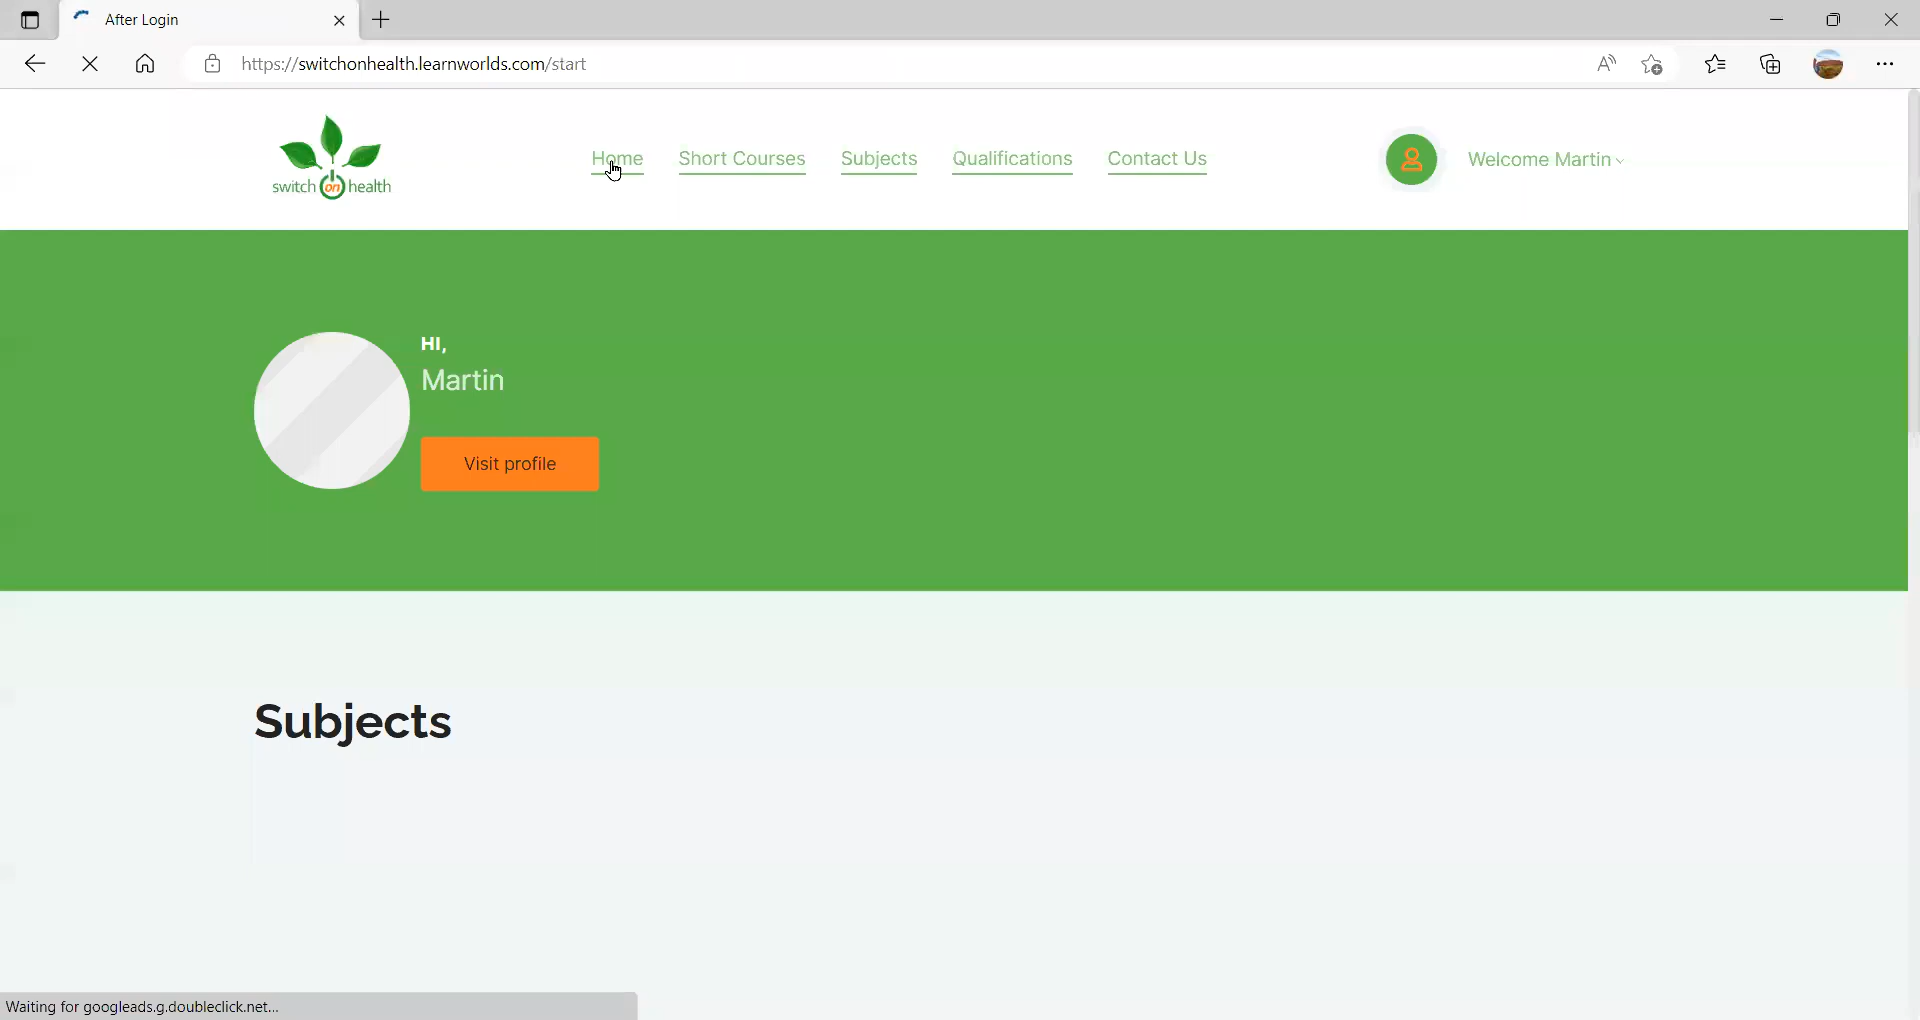 After Login
https://switchonhealth.learnworlds.com/start
switch on health
Home Short Courses Subjects Qualifications Contact Us
Welcome Martin
HI,
Martin
Visit profile
Subjects
Waiting for googleads.g.doubleclick.net...